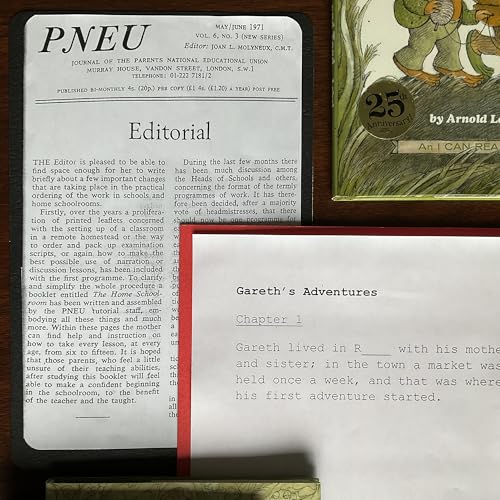 PNEU
MAY/JUNE 1971
VOL. 6, NO. 3 (NEW SERIES)
Editor: JOAN L. MOLYNEUX, C.M.T.
JOURNAL OF THE PARENTS NATIONAL EDUCATIONAL UNION
MURRAY HOUSE, VANDON STREET, LONDON, S.W.1
TELEPHONE: 01-222 7181/2
PUBLISHED BI-MONTHLY 4s. (20p.) PER COPY (£1 4s. (£1.20) A YEAR) POST FREE
Editorial
THE Editor is pleased to be able to
find space enough for her to write
briefly about a few important changes
that are taking place in the practical
ordering of the work in schools and
home schoolrooms.
Firstly, over the years a prolifera-
tion of printed leaflets concerned
with the setting up of a classroom
in a remote homestead or the way
to order and pack up examination
scripts, or again how to make the
best possible use of narration or
discussion lessons, has been included
with the first programme. To clarify
and simplify the whole procedure a
booklet entitled The Home School-
room has been written and assembled
by the PNEU tutorial staff, em-
bodying all these things and much
more. Within these pages the mother
can find help and instruction on
how to take every lesson, at every
age, from six to fifteen. It is hoped
that those parents, who feel a little
unsure of their teaching abilities,
after studying this booklet will feel
able to make a confident beginning
in the schoolroom, to the benefit
of the teacher and the taught.
During the last few months there
has been much discussion among
the Heads of Schools and others,
concerning the format of the termly
programmes of work. It has there-
fore been decided, after a majority
vote of headmistresses, that there
should now be one programme for
25th
Anniversary!
by Arnold Lo
An I CAN REA
Gareth's Adventures
Chapter 1
Gareth lived in R____ with his mothe
and sister; in the town a market was
held once a week, and that was where
his first adventure started.